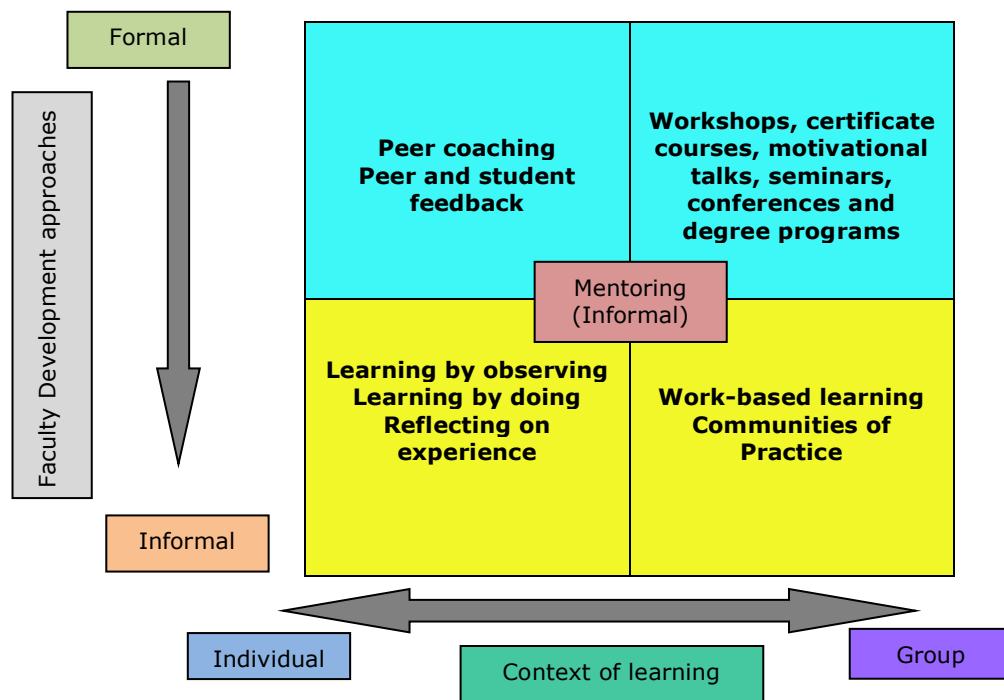 Formal
Faculty Development approaches
Peer coaching
Peer and student
feedback
Workshops, certificate
courses, motivational
talks, seminars,
conferences and
degree programs
Mentoring
(Informal)
Learning by observing
Learning by doing
Reflecting on
experience
Work-based learning
Communities of
Practice
Informal
Individual
Context of learning
Group